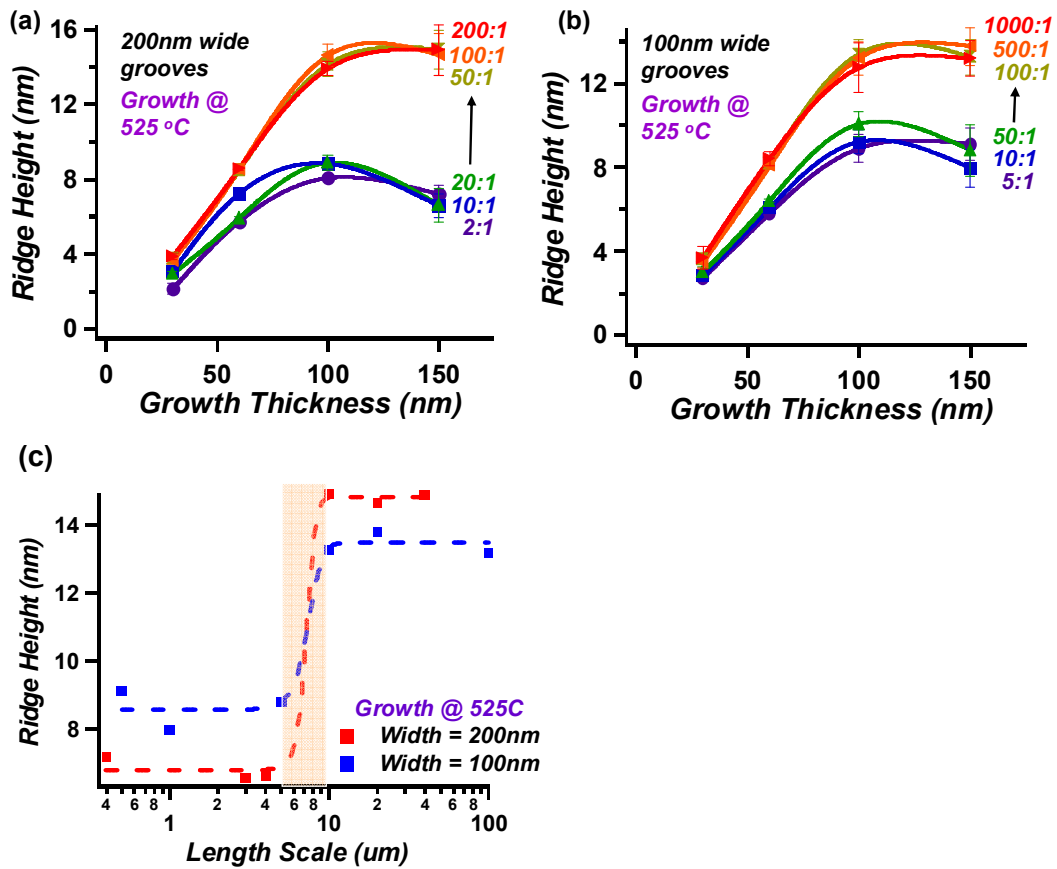 (a)
200nm wide
grooves
Growth @
525 °C
200:1
100:1
50:1
20:1
10:1
2:1
16
12
8
4
0
Ridge Height (nm)
0
50
100
150
Growth Thickness (nm)
(b)
100nm wide
grooves
Growth @
525 °C
1000:1
500:1
100:1
50:1
10:1
5:1
12
8
4
0
Ridge Height (nm)
0
50
100
150
Growth Thickness (nm)
(c)
14
12
10
8
Ridge Height (nm)
Growth @ 525C
Width = 200nm
Width = 100nm
4 6 8 1 2 4 6 8 10 2 4 6 8 100
Length Scale (um)